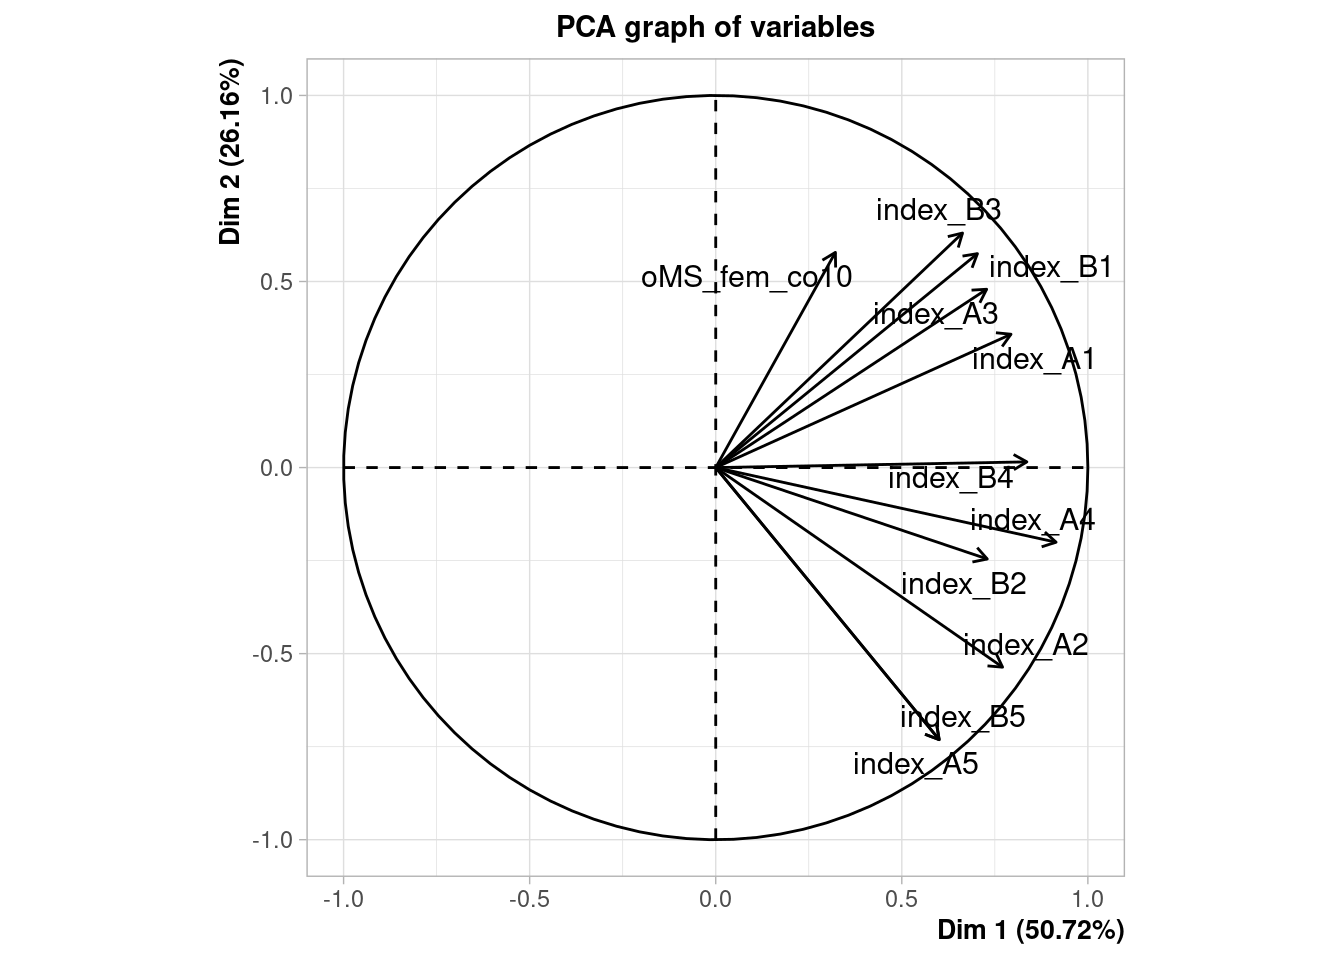 PCA graph of variables
Dim 2 (26.16%)
1.0
0.5
0.0
-0.5
-1.0
index_B3
oMS_fem_co10
index_B1
index_A3
index_A1
index_B4
index_A4
index_B2
index_A2
index_B5
index_A5
-1.0
-0.5
0.0
0.5
1.0
Dim 1 (50.72%)